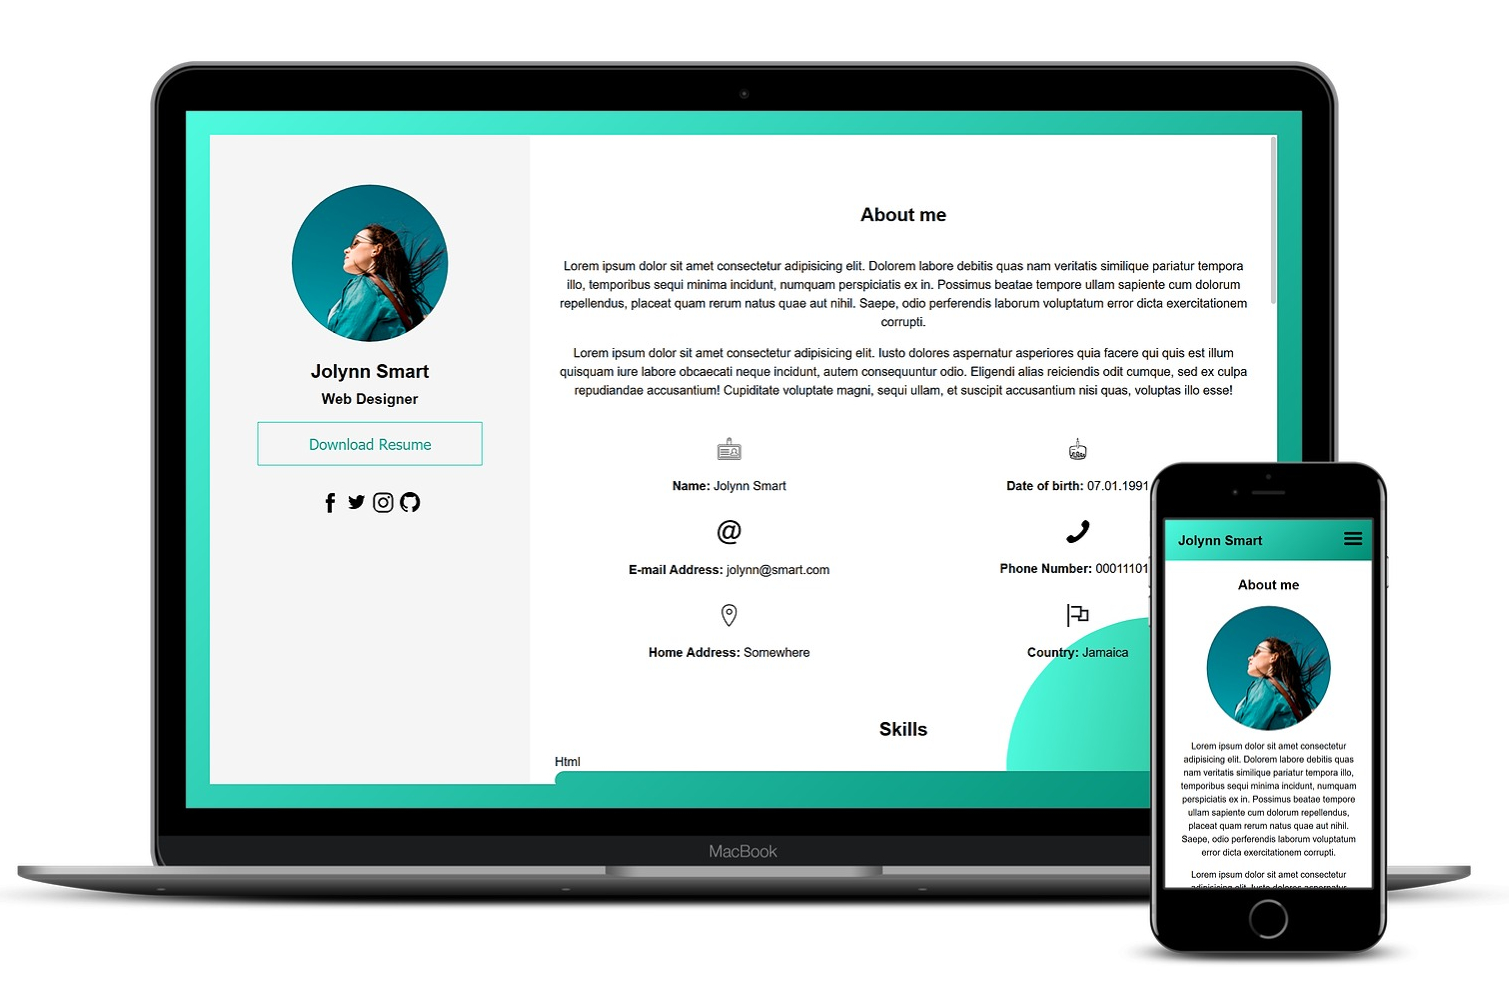 Jolynn Smart
Web Designer
Download Resume
About me
Lorem ipsum dolor sit amet consectetur adipisicing elit. Dolorem labore debitis quas nam veritatis similique pariatur tempora
illo, temporibus sequi minima incidunt, numquam perspiciatis ex in. Possimus beatae tempore ullam sapiente cum dolorum
repellendus, placeat quam rerum natus quae aut nihil. Saepe, odio perferendis laborum voluptatum error dicta exercitationem
corrupti.
Lorem ipsum dolor sit amet consectetur adipisicing elit. Iusto dolores aspernatur asperiores quia facere qui quis est illum
quisquam iure labore obcaecati neque incidunt, autem consequuntur odio. Eligendi alias reiciendis odit cumque, sed ex culpa
repudiandae accusantium! Cupiditate voluptate magni, sequi ullam, et suscipit accusantium nisi quas, voluptas illo esse!
Name: Jolynn Smart
Date of birth: 07.01.1991
@
E-mail Address: jolynn@smart.com
Phone Number: 00011101
Home Address: Somewhere
Country: Jamaica
Skills
Html
MacBook
Jolynn Smart
About me
Lorem ipsum dolor sit amet consectetur
adipisicing elit. Dolorem labore debitis quas
nam veritatis similique pariatur tempora illo,
temporibus sequi minima incidunt, numquam
perspiciatis ex in. Possimus beatae tempore
ullam sapiente cum dolorum repellendus,
placeat quam rerum natus quae aut nihil.
Saepe, odio perferendis laborum voluptatum
error dicta exercitationem corrupti.
Lorem ipsum dolor sit amet consectetur
adipisicing elit. Iusto dolores aspernatur